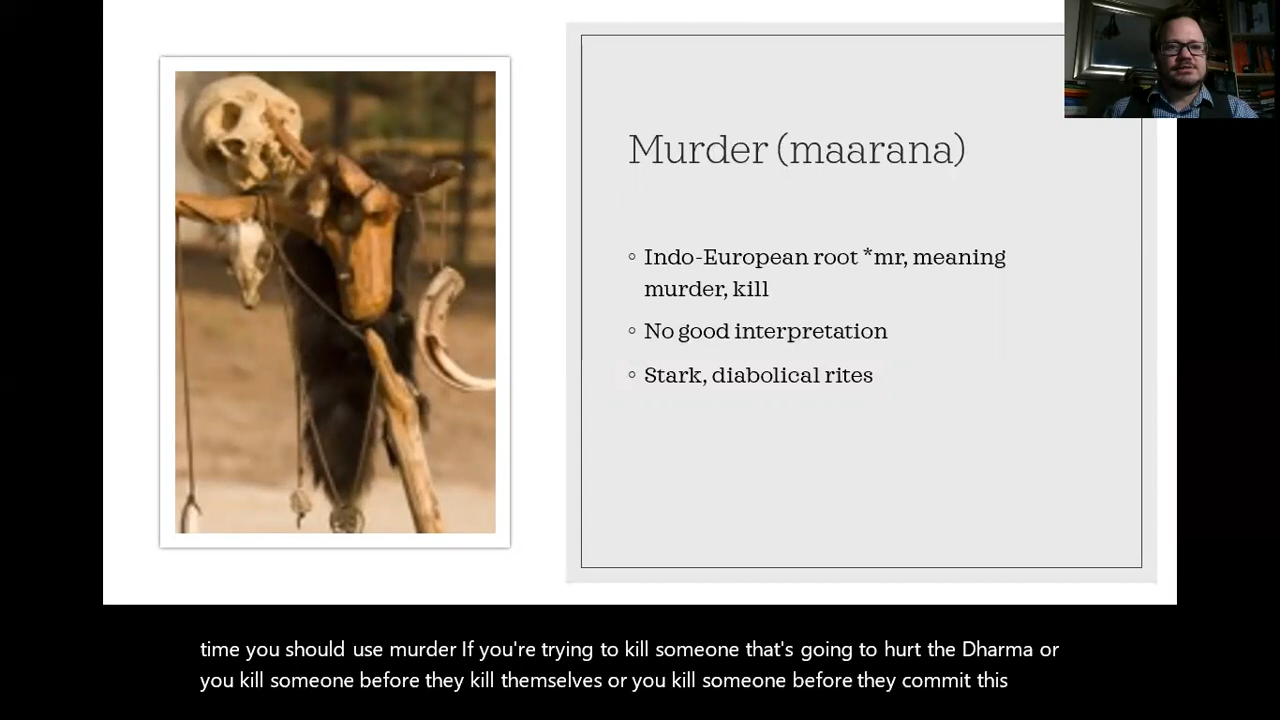 Murder (maarana)
◦ Indo-European root *mr, meaning
murder, kill
◦ No good interpretation
◦ Stark, diabolical rites
time you should use murder If you're trying to kill someone that's going to hurt the Dharma or
you kill someone before they kill themselves or you kill someone before they commit this